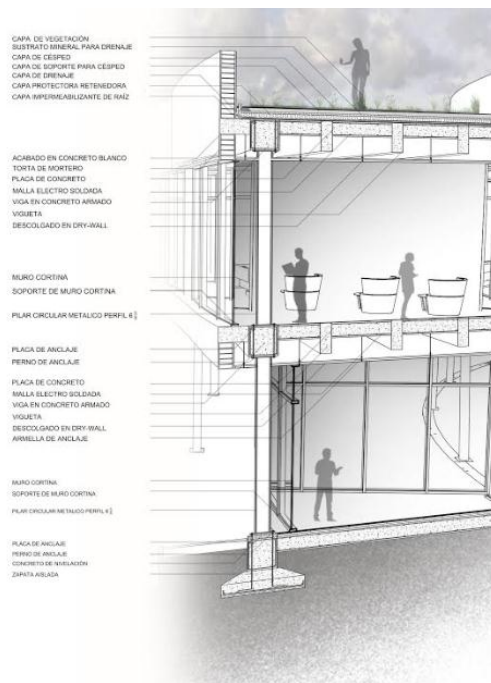 CAPA DE VEGETACIÓN
SUSTRATO MINERAL PARA DRENAJE
CAPA DE CÉSPED
CAPA DE SOPORTE PARA CÉSPED
CAPA DE DRENAJE
CAPA PROTECTORA RETENEDORA
CAPA IMPERMEABILIZANTE DE RAÍZ
ACABADO EN CONCRETO BLANCO
TORTA DE MORTERO
PLACA DE CONCRETO
MALLA ELECTRO SOLDADA
VIGA EN CONCRETO ARMADO
VIGUETA
DESCOLGADO EN DRY-WALL
MURO CORTINA
SOPORTE DE MURO CORTINA
PILAR CIRCULAR METALICO PERFIL 6
PLACA DE ANCLAJE
PERNO DE ANCLAJE
PLACA DE CONCRETO
MALLA ELECTRO SOLDADA
VIGA EN CONCRETO ARMADO
VIGUETA
DESCOLGADO EN DRY-WALL
ARMELLA DE ANCLAJE
MURO CORTINA
SOPORTE DE MURO CORTINA
PILAR CIRCULAR METALICO PERFIL 6
PLACA DE ANCLAJE
PERNO DE ANCLAJE
CONCRETO DE NIVELACIÓN
ZAPATA AISLADA